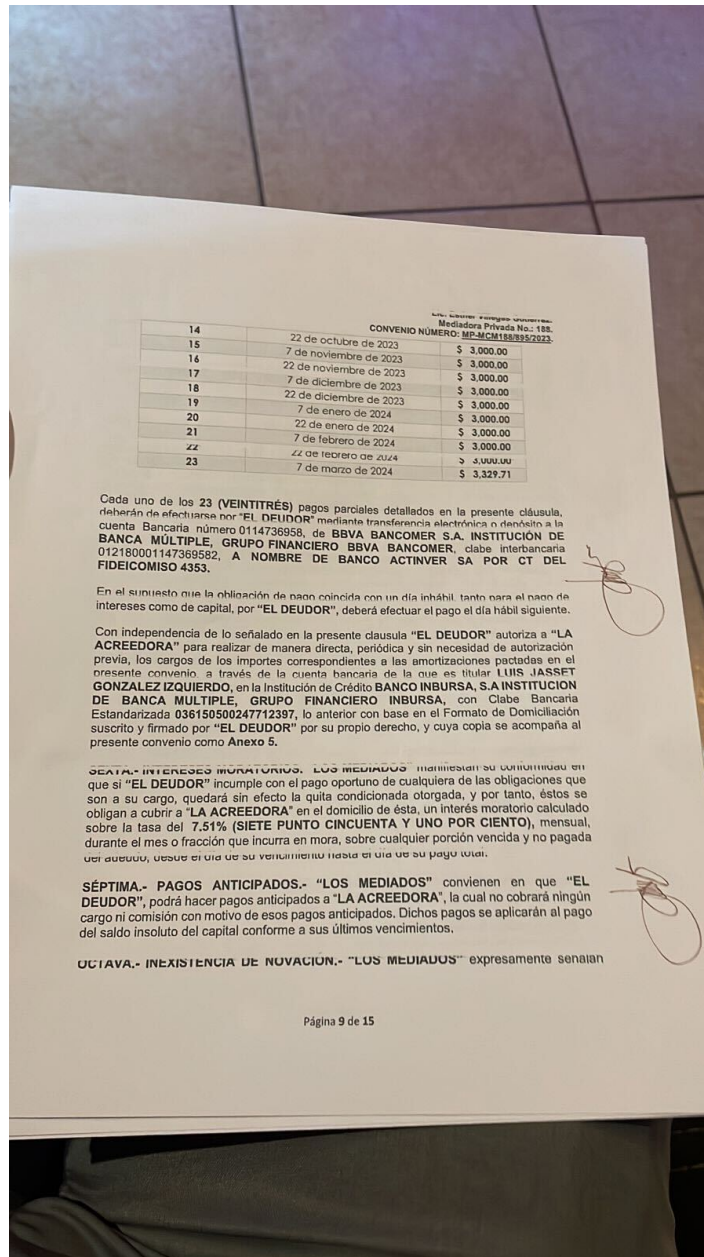 Mediadora Privada No.: 188.
CONVENIO NÚMERO: MP-MCM188/895/2023.
14 22 de octubre de 2023 $ 3,000.00
15 7 de noviembre de 2023 $ 3,000.00
16 22 de noviembre de 2023 $ 3,000.00
17 7 de diciembre de 2023 $ 3,000.00
18 22 de diciembre de 2023 $ 3,000.00
19 7 de enero de 2024 $ 3,000.00
20 22 de enero de 2024 $ 3,000.00
21 7 de febrero de 2024 $ 3,000.00
22 22 de febrero de 2024 $ 3,000.00
23 7 de marzo de 2024 $ 3,329.71
Cada uno de los 23 (VEINTITRÉS) pagos parciales detallados en la presente cláusula,
deberán de efectuarse por "EL DEUDOR" mediante transferencia electrónica o depósito a la
cuenta Bancaria número 0114736958, de BBVA BANCOMER S.A. INSTITUCIÓN DE
BANCA MÚLTIPLE, GRUPO FINANCIERO BBVA BANCOMER, clabe interbancaria
012180001147369582, A NOMBRE DE BANCO ACTINVER SA POR CT DEL
FIDEICOMISO 4353.
En el supuesto que la obligación de pago coincida con un día inhábil, tanto para el pago de
intereses como de capital, por "EL DEUDOR", deberá efectuar el pago el día hábil siguiente.
Con independencia de lo señalado en la presente clausula "EL DEUDOR" autoriza a "LA
ACREEDORA" para realizar de manera directa, periódica y sin necesidad de autorización
previa, los cargos de los importes correspondientes a las amortizaciones pactadas en el
presente convenio, a través de la cuenta bancaria de la que es titular LUIS JASSET
GONZALEZ IZQUIERDO, en la Institución de Crédito BANCO INBURSA, S.A INSTITUCION
DE BANCA MULTIPLE, GRUPO FINANCIERO INBURSA, con Clabe Bancaria
Estandarizada 036150500247712397, lo anterior con base en el Formato de Domiciliación
suscrito y firmado por "EL DEUDOR" por su propio derecho, y cuya copia se acompaña al
presente convenio como Anexo 5.
SEXTA.- INTERESES MORATORIOS. "LOS MEDIADOS" manifiestan su conformidad en
que si "EL DEUDOR" incumple con el pago oportuno de cualquiera de las obligaciones que
son a su cargo, quedará sin efecto la quita condicionada otorgada, y por tanto, éstos se
obligan a cubrir a "LA ACREEDORA" en el domicilio de ésta, un interés moratorio calculado
sobre la tasa del 7.51% (SIETE PUNTO CINCUENTA Y UNO POR CIENTO), mensual,
durante el mes o fracción que incurra en mora, sobre cualquier porción vencida y no pagada
del adeudo, desde el día de su vencimiento hasta el día de su pago total.
SÉPTIMA.- PAGOS ANTICIPADOS.- "LOS MEDIADOS" convienen en que "EL
DEUDOR", podrá hacer pagos anticipados a "LA ACREEDORA", la cual no cobrará ningún
cargo ni comisión con motivo de esos pagos anticipados. Dichos pagos se aplicarán al pago
del saldo insoluto del capital conforme a sus últimos vencimientos.
OCTAVA.- INEXISTENCIA DE NOVACIÓN.- "LOS MEDIADOS" expresamente señalan
Página 9 de 15